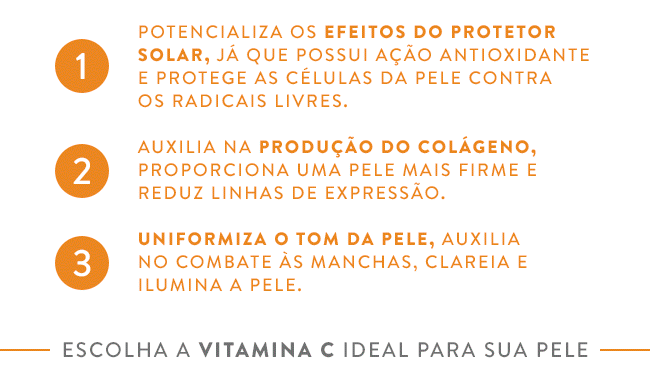 1
POTENCIALIZA OS EFEITOS DO PROTETOR
SOLAR, JÁ QUE POSSUI AÇÃO ANTIOXIDANTE
E PROTEGE AS CÉLULAS DA PELE CONTRA
OS RADICAIS LIVRES.
2
AUXILIA NA PRODUÇÃO DO COLÁGENO,
PROPORCIONA UMA PELE MAIS FIRME E
REDUZ LINHAS DE EXPRESSÃO.
3
UNIFORMIZA O TOM DA PELE, AUXILIA
NO COMBATE ÀS MANCHAS, CLAREIA E
ILUMINA A PELE.
ESCOLHA A VITAMINA C IDEAL PARA SUA PELE